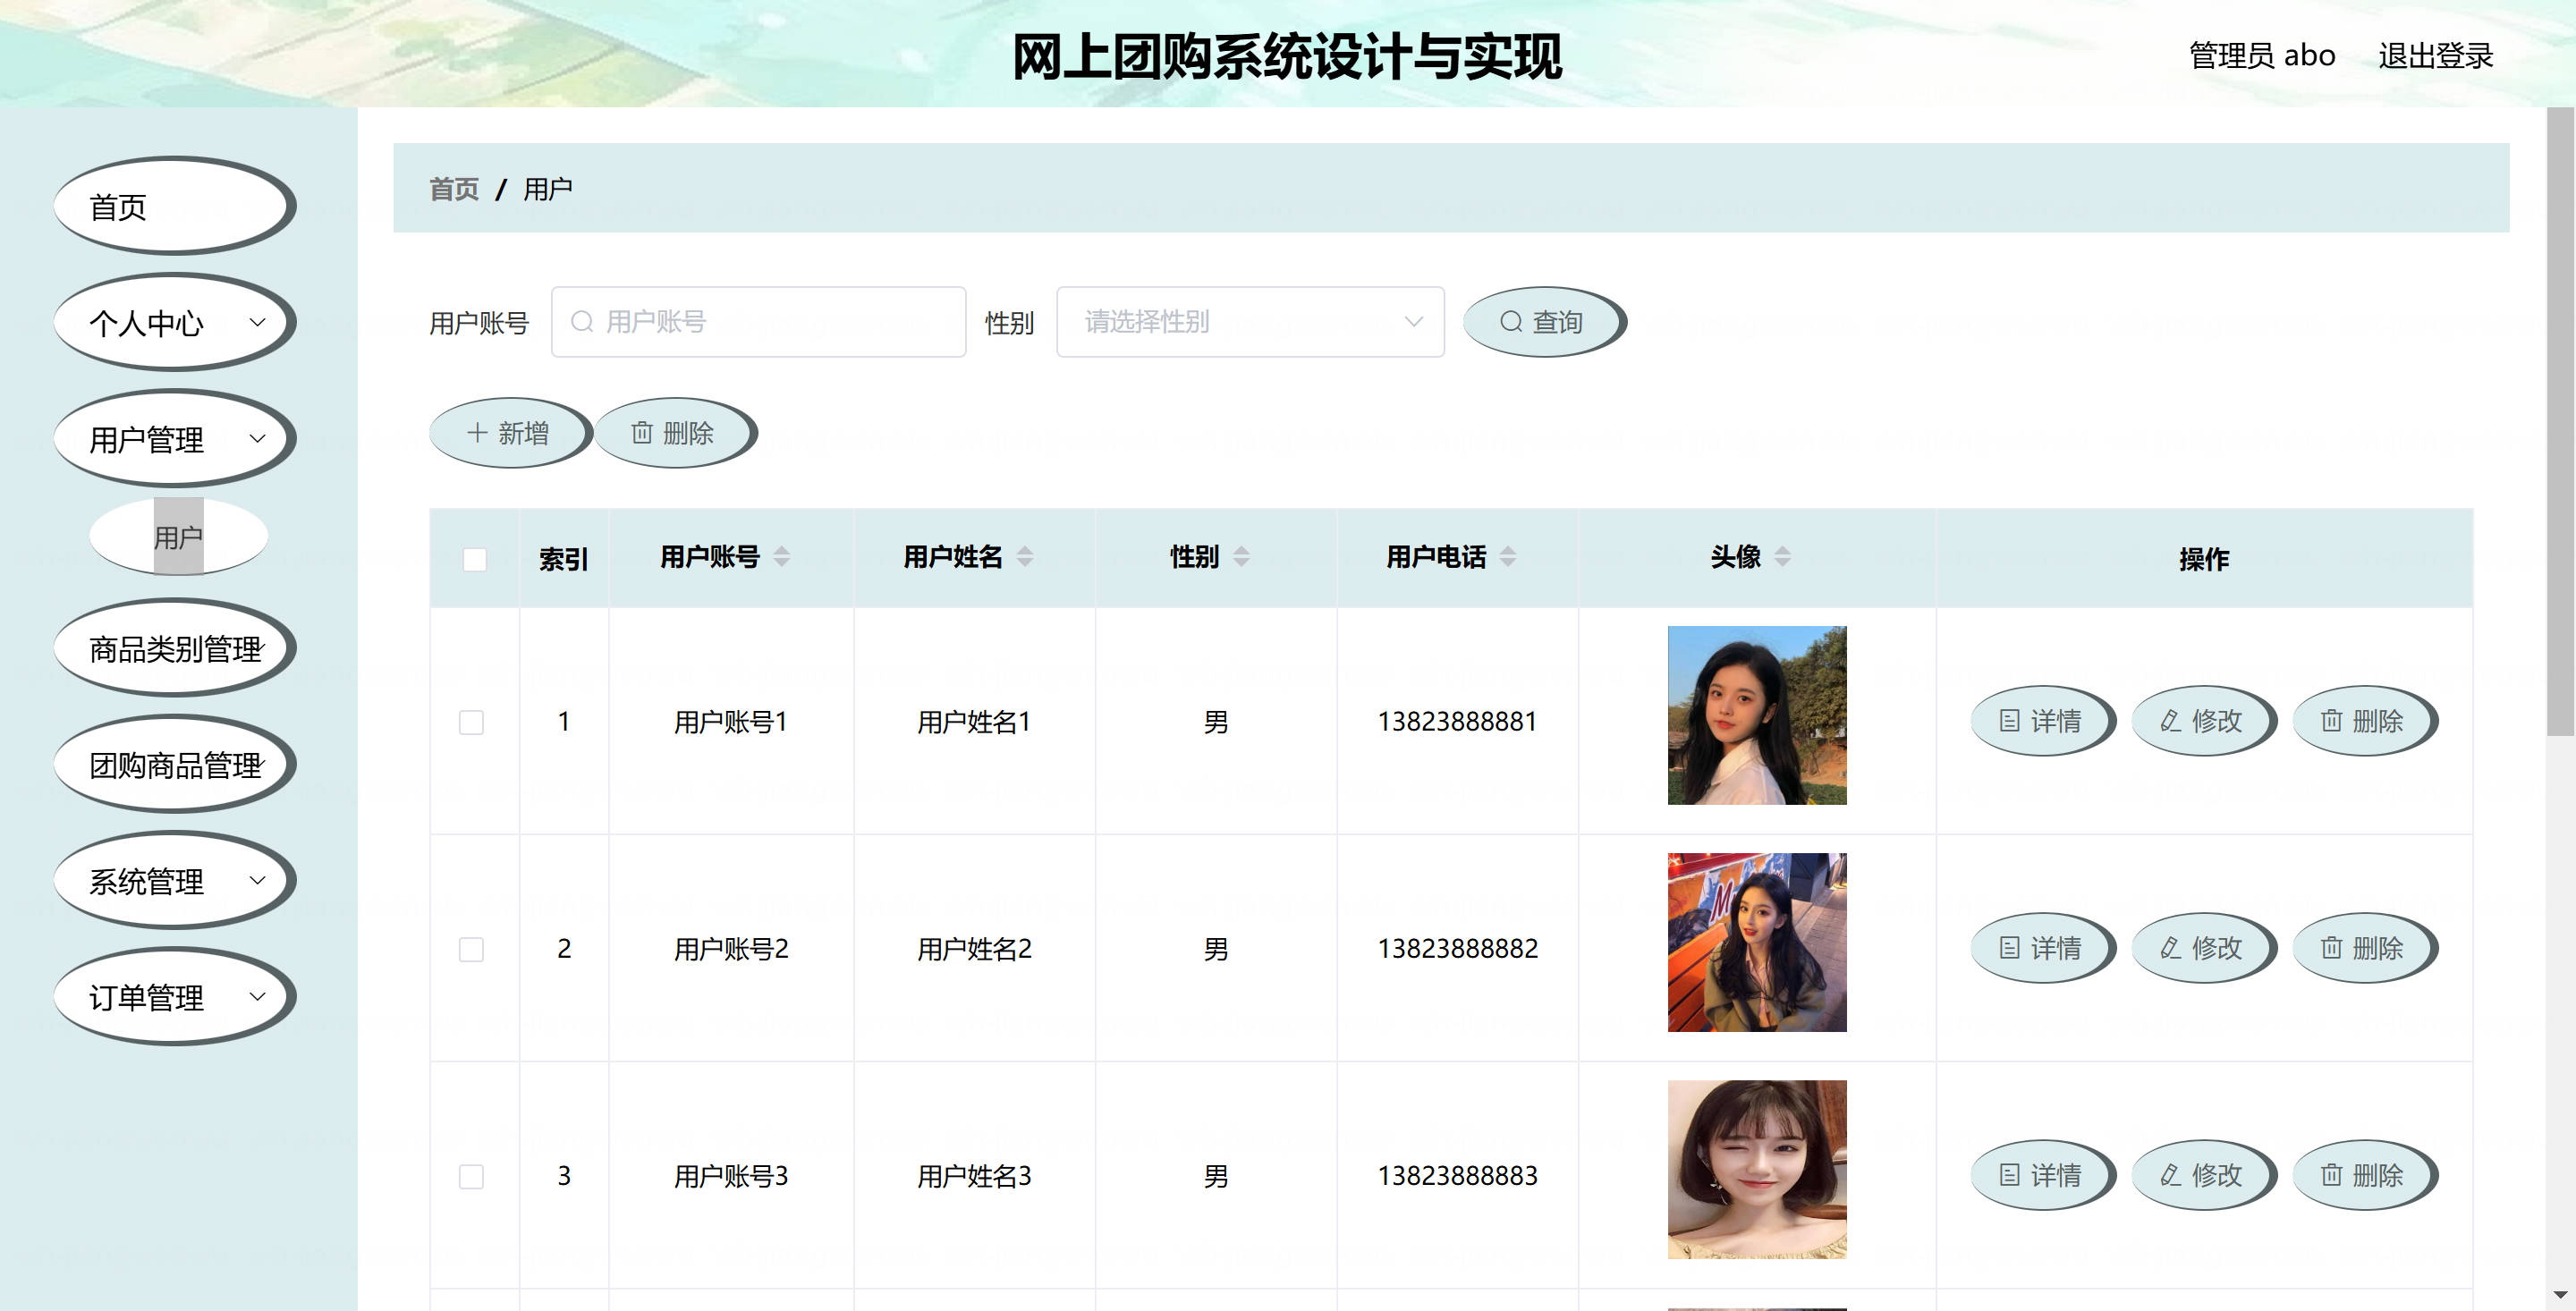 网上团购系统设计与实现
管理员 abo 退出登录
首页
个人中心
用户管理
用户
商品类别管理
团购商品管理
系统管理
订单管理
首页 / 用户
用户账号 用户账号 性别 请选择性别 查询
新增 删除
索引 用户账号 用户姓名 性别 用户电话 头像 操作
1 用户账号1 用户姓名1 男 13823888881 详情 修改 删除
2 用户账号2 用户姓名2 男 13823888882 详情 修改 删除
3 用户账号3 用户姓名3 男 13823888883 详情 修改 删除